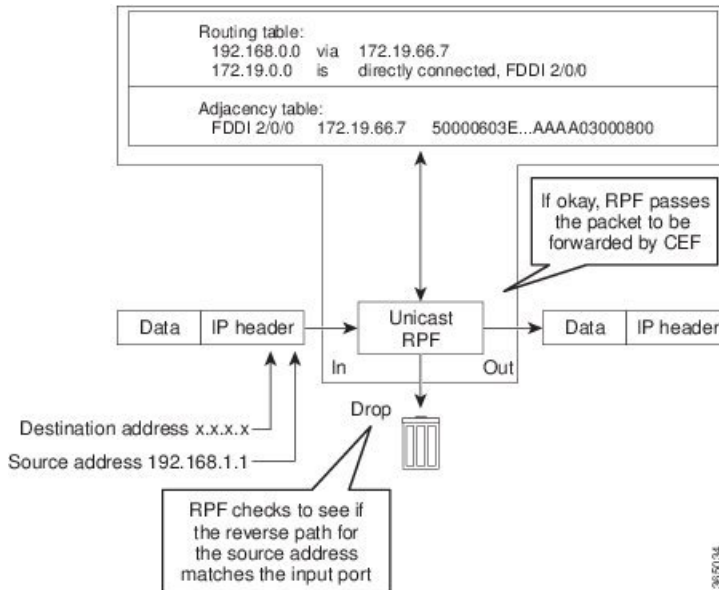 Routing table:
192.168.0.0 via 172.19.66.7
172.19.0.0 is directly connected, FDDI 2/0/0
Adjacency table:
FDDI 2/0/0 172.19.66.7 50000603E...AAAA03000800
If okay, RPF passes
the packet to be
forwarded by CEF
Data IP header
Unicast
RPF
Data IP header
In
Out
Drop
Destination address x.x.x.x
Source address 192.168.1.1
RPF checks to see if
the reverse path for
the source address
matches the input port
365034